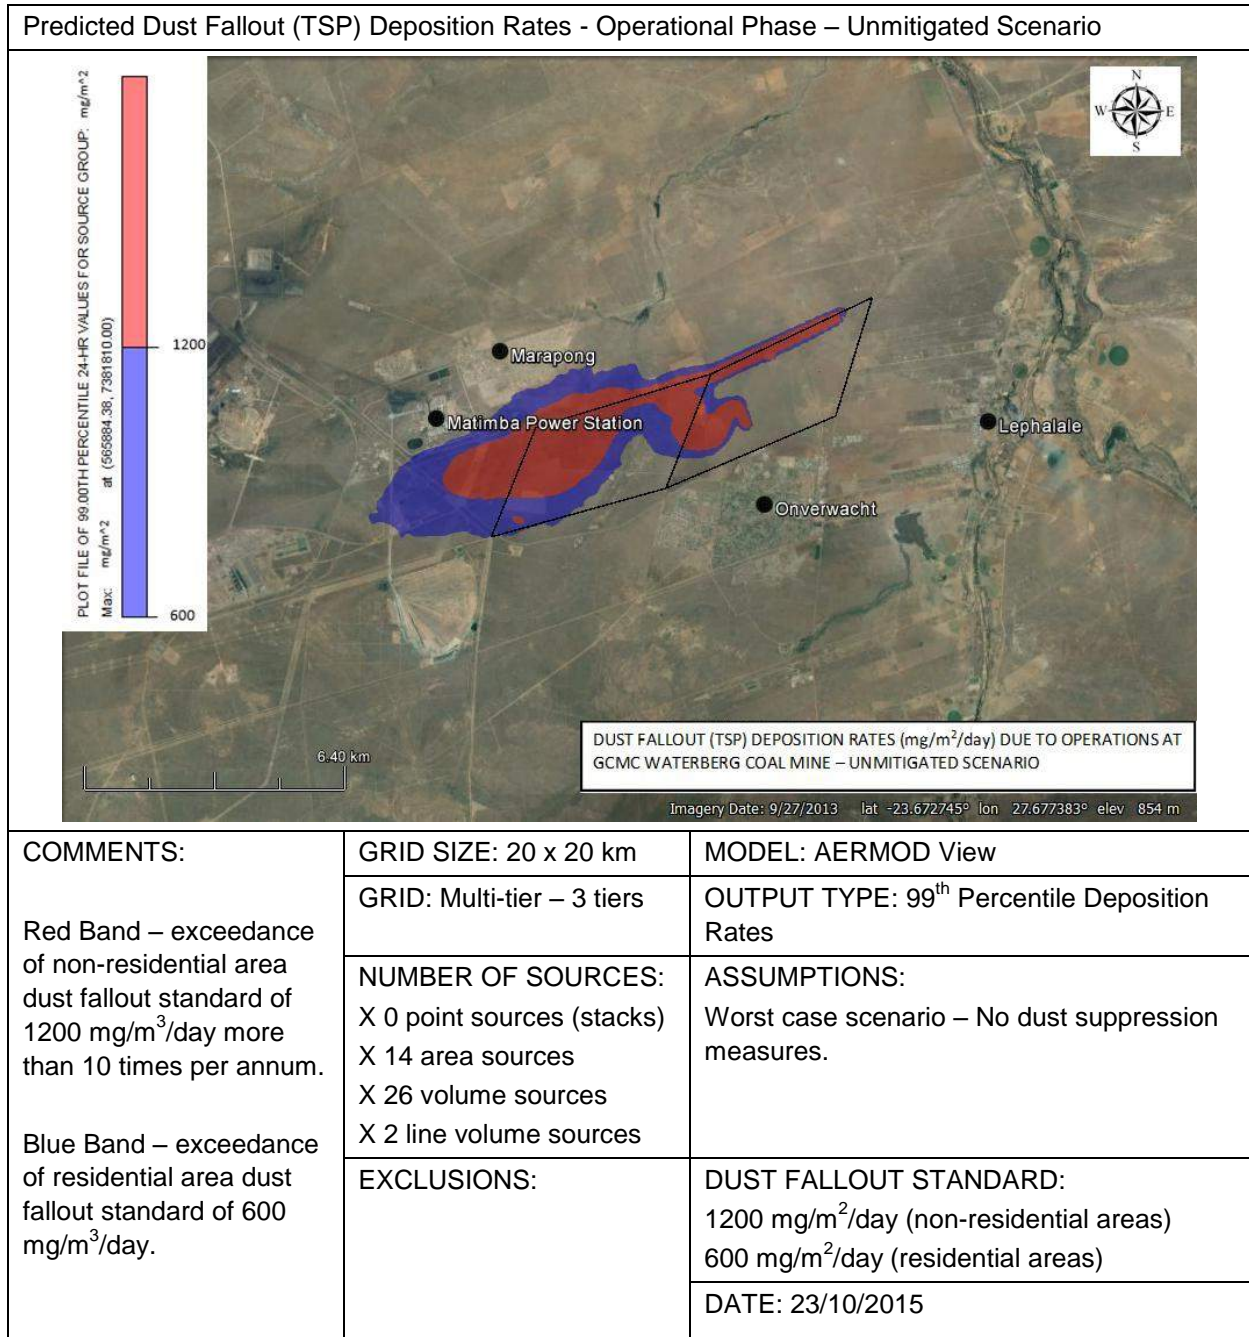 Predicted Dust Fallout (TSP) Deposition Rates - Operational Phase – Unmitigated Scenario
PLOT FILE OF 99.00TH PERCENTILE 24-HR VALUES FOR SOURCE GROUP: mg/m^2
Max: mg/m^2 at (565884.38, 7381810.00)
1200
600
N
W E
S
Marapong
Matimba Power Station
Lephalale
Onverwacht
6.40 km
DUST FALLOUT (TSP) DEPOSITION RATES (mg/m²/day) DUE TO OPERATIONS AT
GCMC WATERBERG COAL MINE – UNMITIGATED SCENARIO
Imagery Date: 9/27/2013 lat -23.672745° lon 27.677383° elev 854 m
COMMENTS:
Red Band – exceedance
of non-residential area
dust fallout standard of
1200 mg/m³/day more
than 10 times per annum.
Blue Band – exceedance
of residential area dust
fallout standard of 600
mg/m³/day.
GRID SIZE: 20 x 20 km
MODEL: AERMOD View
GRID: Multi-tier – 3 tiers
OUTPUT TYPE: 99th Percentile Deposition
Rates
NUMBER OF SOURCES:
X 0 point sources (stacks)
X 14 area sources
X 26 volume sources
X 2 line volume sources
ASSUMPTIONS:
Worst case scenario – No dust suppression
measures.
EXCLUSIONS:
DUST FALLOUT STANDARD:
1200 mg/m²/day (non-residential areas)
600 mg/m²/day (residential areas)
DATE: 23/10/2015